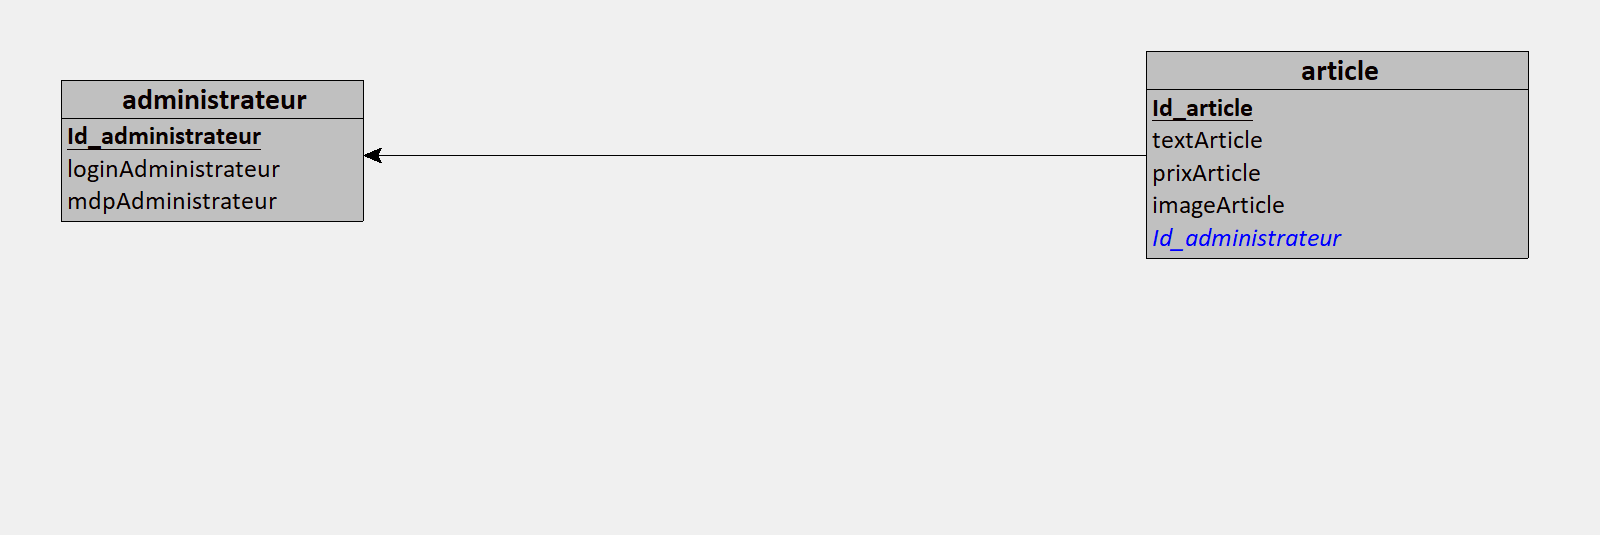 administrateur
Id_administrateur
loginAdministrateur
mdpAdministrateur
article
Id_article
textArticle
prixArticle
imageArticle
Id_administrateur